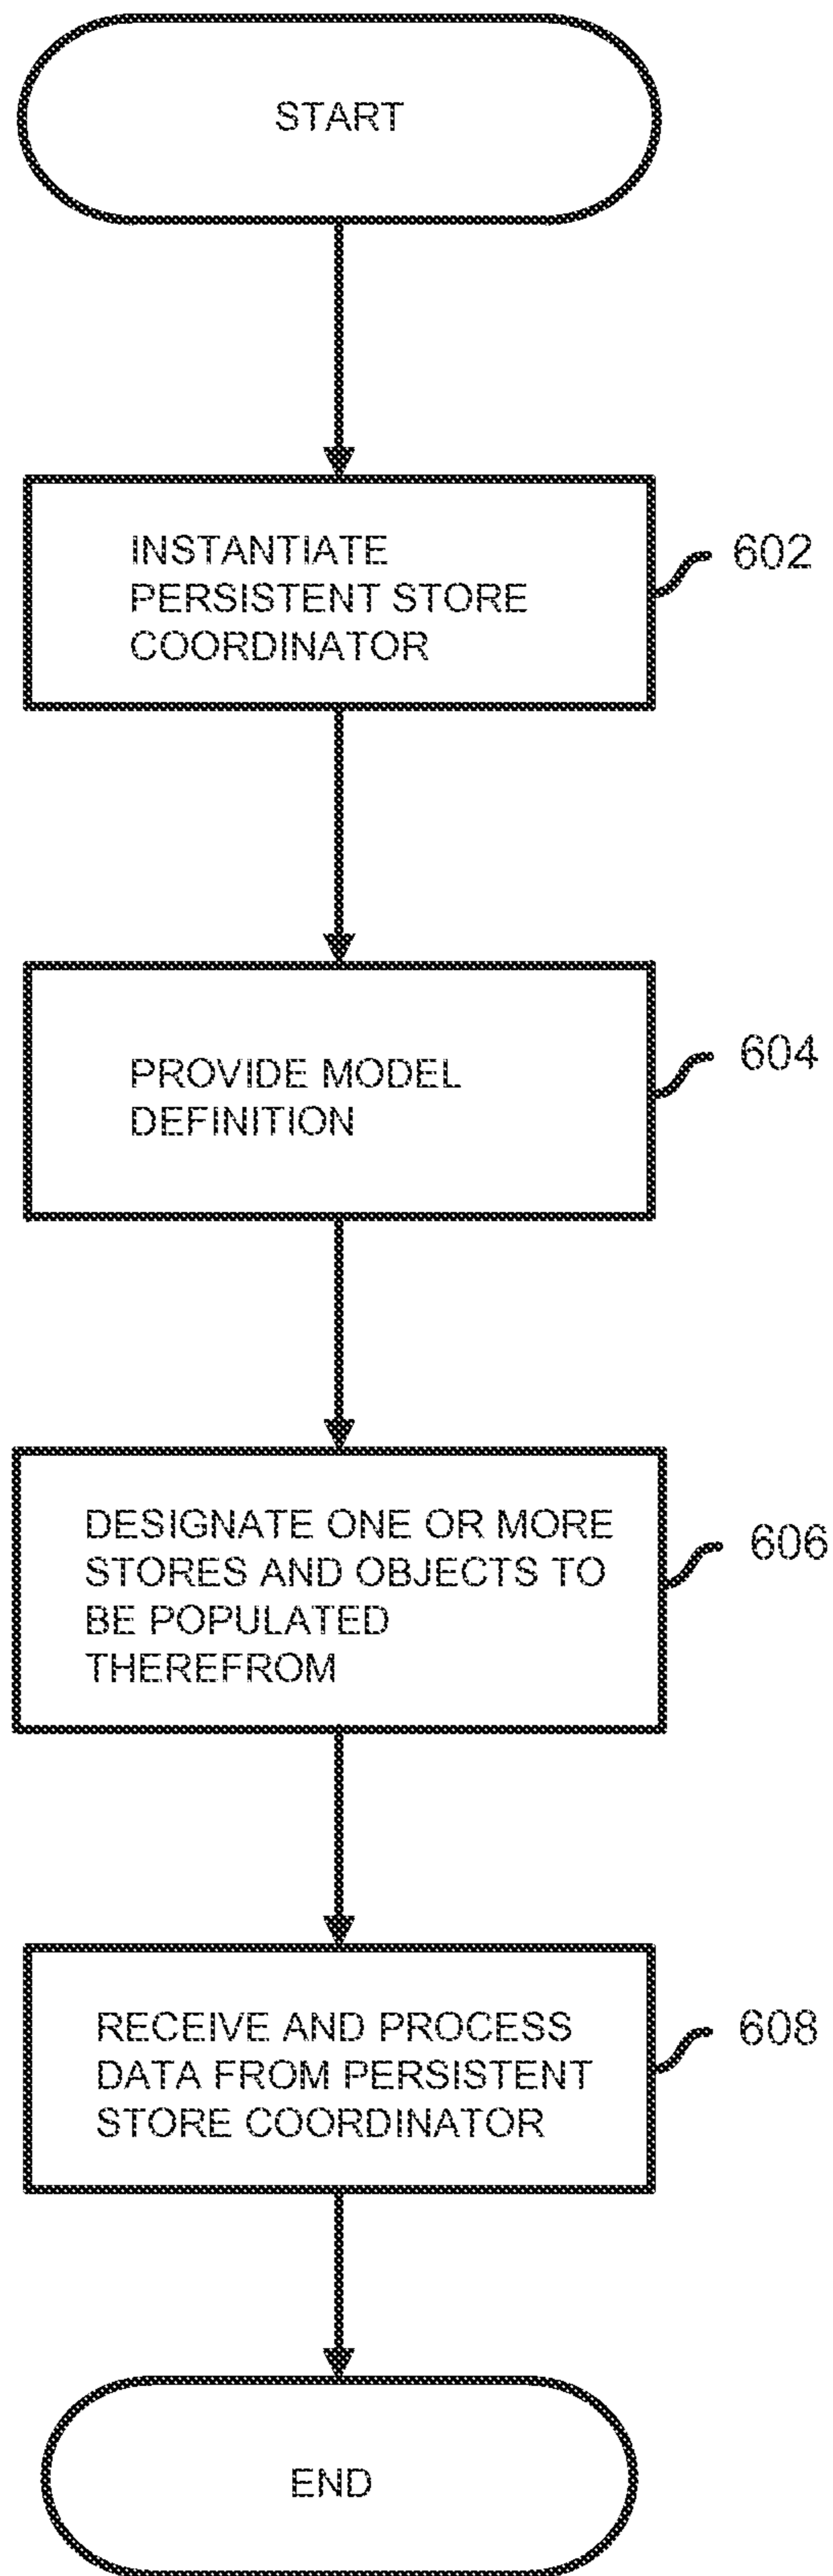 START
INSTANTIATE
PERSISTENT STORE
COORDINATOR
602
PROVIDE MODEL
DEFINITION
604
DESIGNATE ONE OR MORE
STORES AND OBJECTS TO
BE POPULATED
THEREFROM
606
RECEIVE AND PROCESS
DATA FROM PERSISTENT
STORE COORDINATOR
608
END